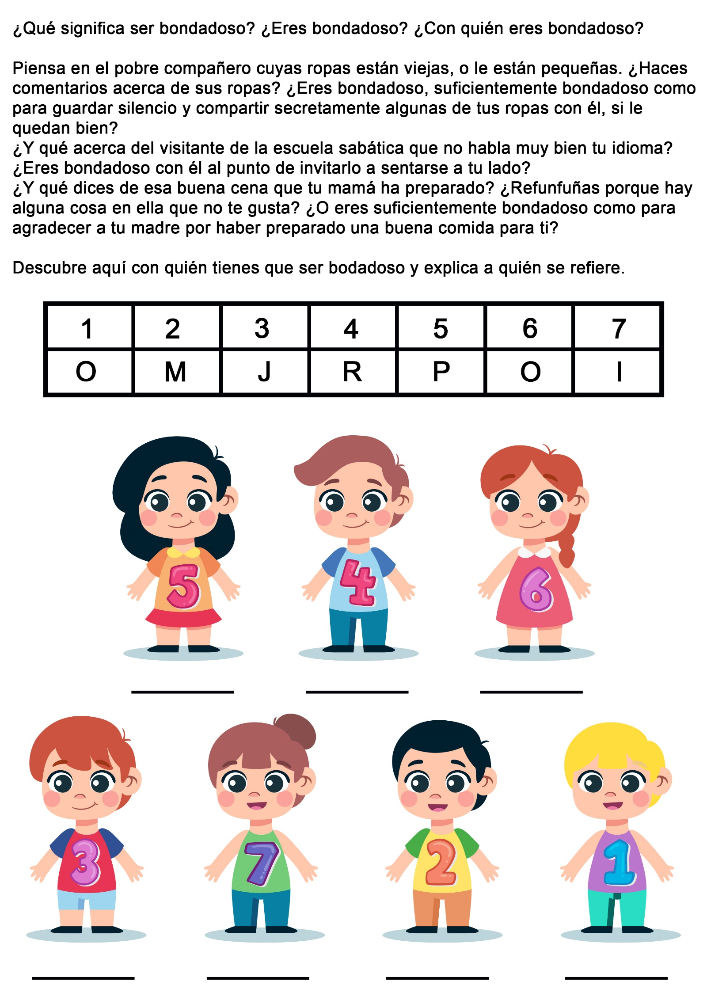 ¿Qué significa ser bondadoso? ¿Eres bondadoso? ¿Con quién eres bondadoso?
Piensa en el pobre compañero cuyas ropas están viejas, o le están pequeñas. ¿Haces
comentarios acerca de sus ropas? ¿Eres bondadoso, suficientemente bondadoso como
para guardar silencio y compartir secretamente algunas de tus ropas con él, si le
quedan bien?
¿Y qué acerca del visitante de la escuela sabática que no habla muy bien tu idioma?
¿Eres bondadoso con él al punto de invitarlo a sentarse a tu lado?
¿Y qué dices de esa buena cena que tu mamá ha preparado? ¿Refunfuñas porque hay
alguna cosa en ella que no te gusta? ¿O eres suficientemente bondadoso como para
agradecer a tu madre por haber preparado una buena comida para ti?
Descubre aquí con quién tienes que ser bodadoso y explica a quién se refiere.
1 2 3 4 5 6 7
O M J R P O I
5 4 6
3 7 2 1